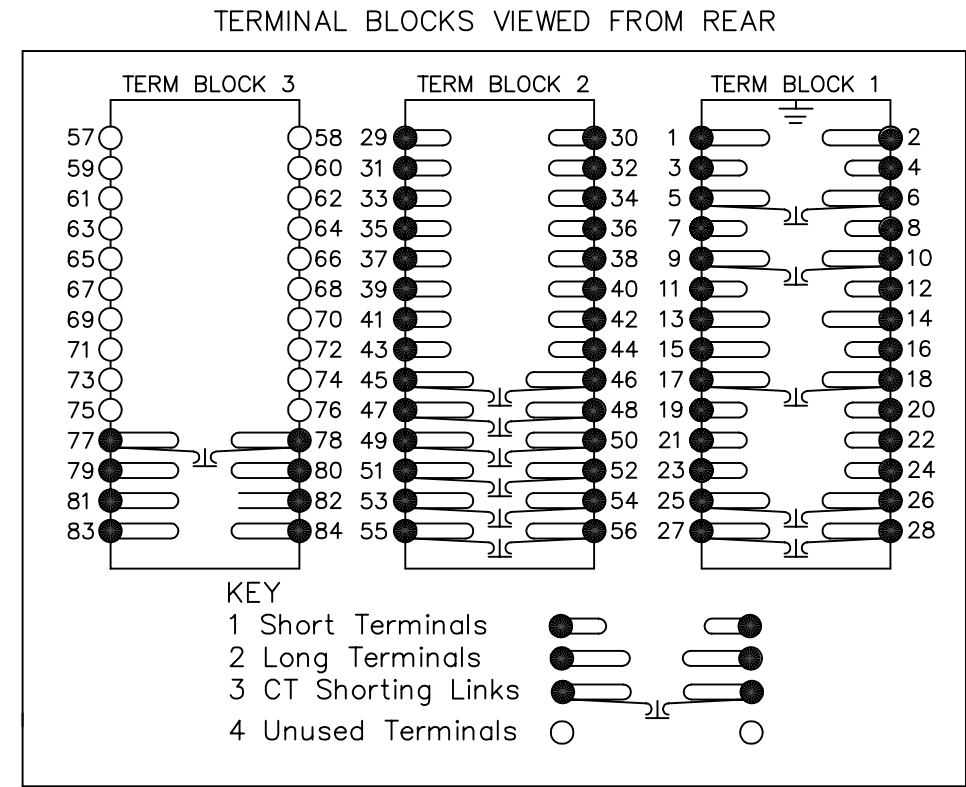 TERMINAL BLOCKS VIEWED FROM REAR
TERM BLOCK 3 TERM BLOCK 2 TERM BLOCK 1
57 58 29 30 1 2
59 60 31 32 3 4
61 62 33 34 5 6
63 64 35 36 7 8
65 66 37 38 9 10
67 68 39 40 11 12
69 70 41 42 13 14
71 72 43 44 15 16
73 74 45 46 17 18
75 76 47 48 19 20
77 78 49 50 21 22
79 80 51 52 23 24
81 82 53 54 25 26
83 84 55 56 27 28
KEY
1 Short Terminals
2 Long Terminals
3 CT Shorting Links
4 Unused Terminals